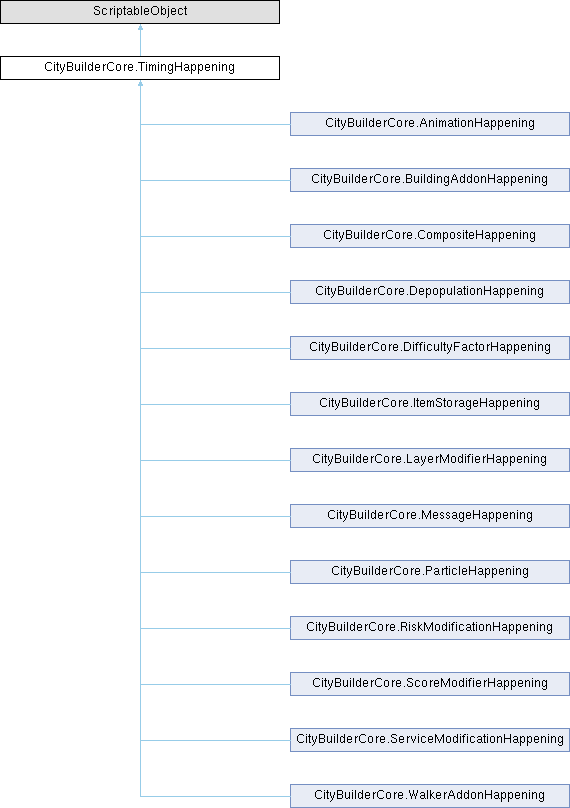 ScriptableObject
CityBuilderCore.TimingHappening
CityBuilderCore.AnimationHappening
CityBuilderCore.BuildingAddonHappening
CityBuilderCore.CompositeHappening
CityBuilderCore.DepopulationHappening
CityBuilderCore.DifficultyFactorHappening
CityBuilderCore.ItemStorageHappening
CityBuilderCore.LayerModifierHappening
CityBuilderCore.MessageHappening
CityBuilderCore.ParticleHappening
CityBuilderCore.RiskModificationHappening
CityBuilderCore.ScoreModifierHappening
CityBuilderCore.ServiceModificationHappening
CityBuilderCore.WalkerAddonHappening